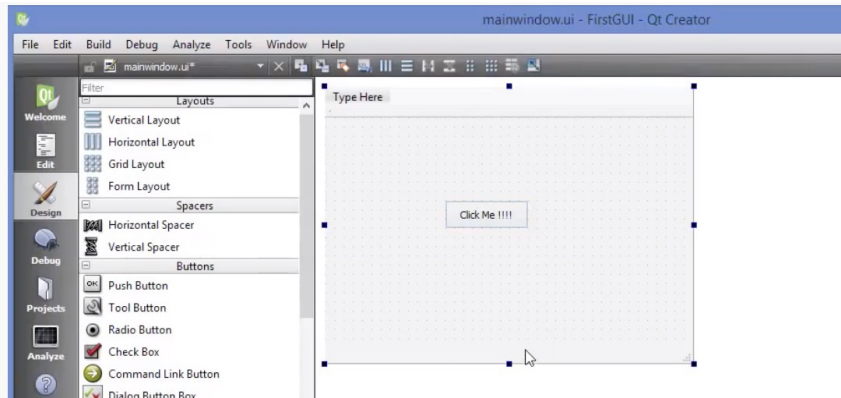 mainwindow.ui - FirstGUI - Qt Creator
File Edit Build Debug Analyze Tools Window Help
mainwindow.ui*
Filter
Welcome
Edit
Design
Debug
Projects
Analyze
Layouts
Vertical Layout
Horizontal Layout
Grid Layout
Form Layout
Spacers
Horizontal Spacer
Vertical Spacer
Buttons
OK Push Button
Tool Button
Radio Button
Check Box
Command Link Button
Dialog Button Box
Type Here
Click Me !!!!